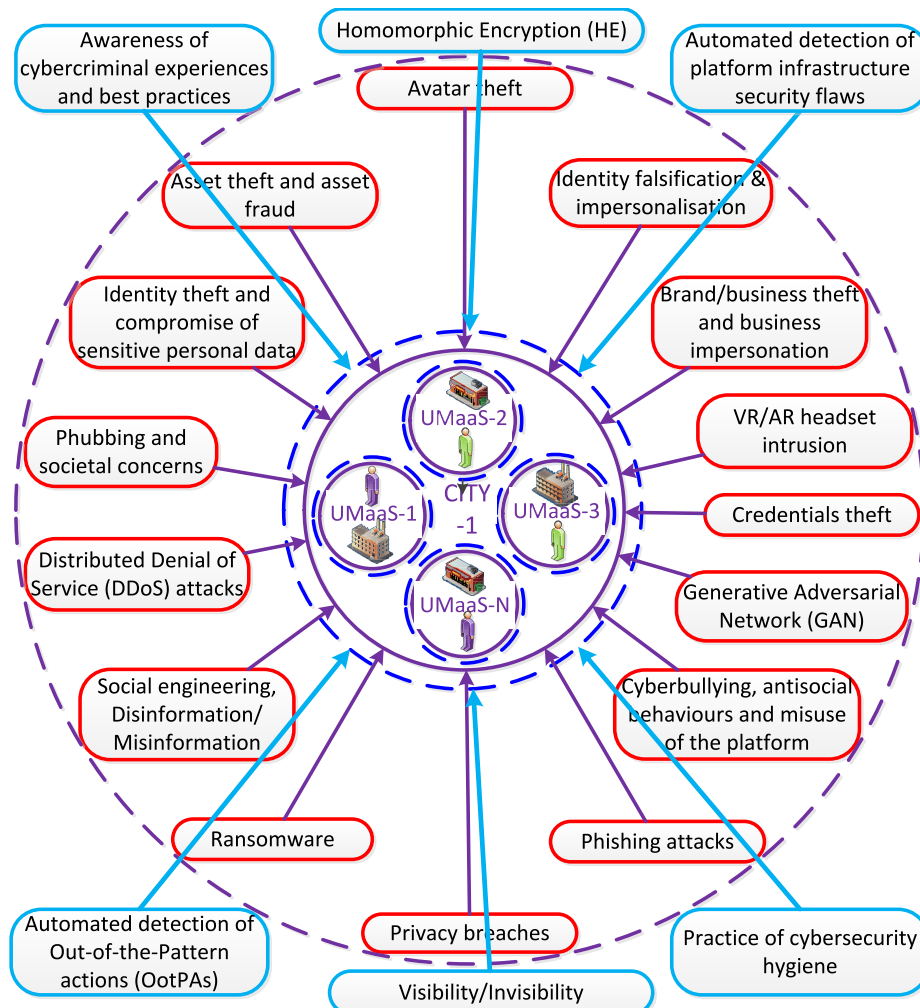 Awareness of
cybercriminal experiences
and best practices
Homomorphic Encryption (HE)
Automated detection of
platform infrastructure
security flaws
Avatar theft
Asset theft and asset
fraud
Identity falsification &
impersonalisation
Identity theft and
compromise of
sensitive personal data
Brand/business theft
and business
impersonation
UMaaS-2
Phubbing and
societal concerns
VR/AR headset
intrusion
UMaaS-1
CITY
-1
UMaaS-3
Credentials theft
Distributed Denial of
Service (DDoS) attacks
Generative Adversarial
Network (GAN)
UMaaS-N
Social engineering,
Disinformation/
Misinformation
Cyberbullying, antisocial
behaviours and misuse
of the platform
Ransomware
Phishing attacks
Automated detection of
Out-of-the-Pattern
actions (OotPAs)
Privacy breaches
Practice of cybersecurity
hygiene
Visibility/Invisibility